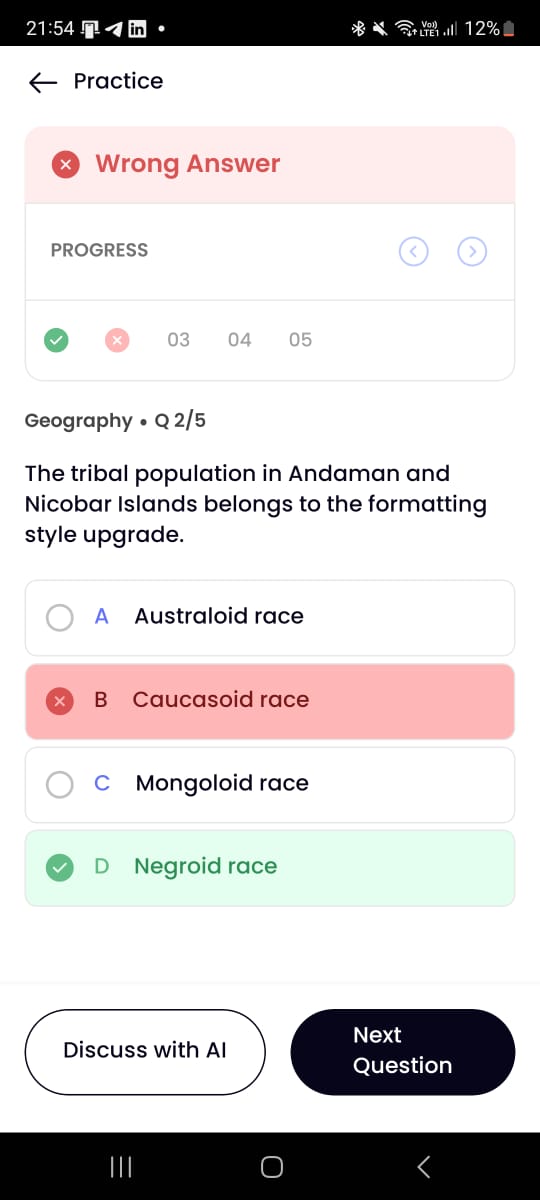 21:54
Vo))
LTE1
12%
Practice
Wrong Answer
PROGRESS
03 04 05
Geography • Q 2/5
The tribal population in Andaman and
Nicobar Islands belongs to the formatting
style upgrade.
A Australoid race
B Caucasoid race
C Mongoloid race
D Negroid race
Discuss with AI
Next
Question